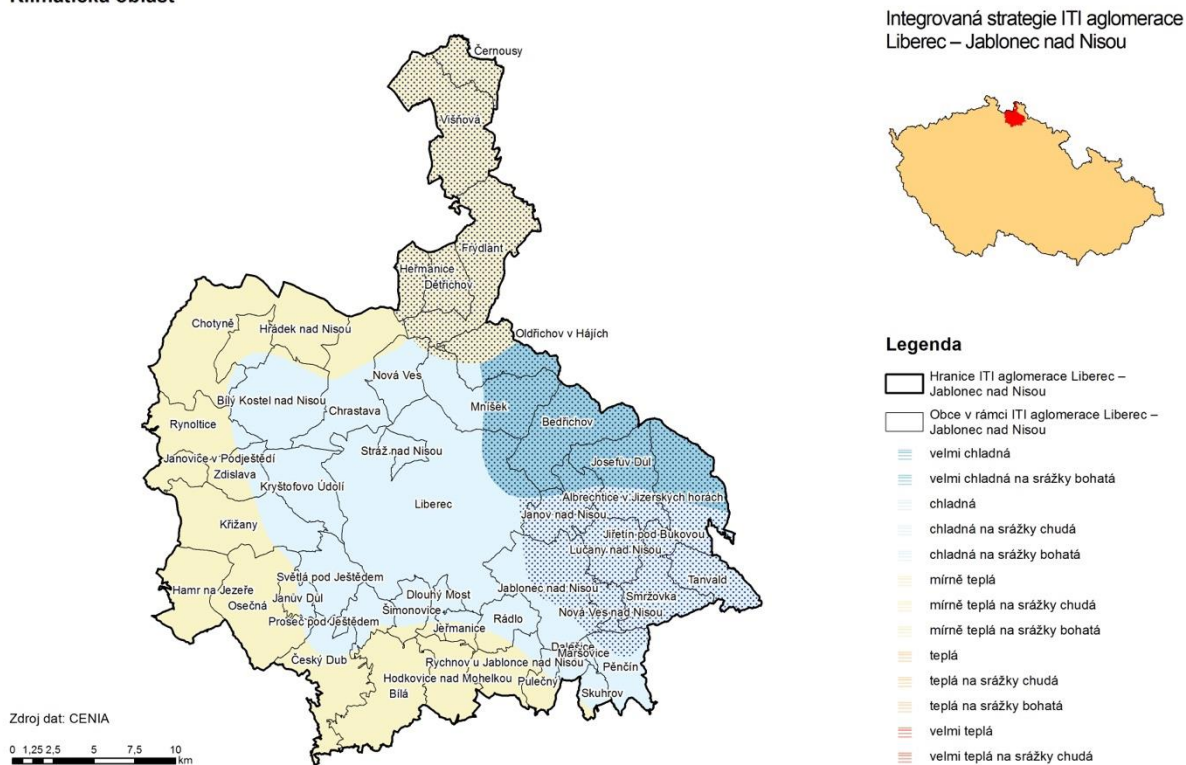 Klimatická oblast
Integrovaná strategie ITI aglomerace
Liberec – Jablonec nad Nisou
Černousy
Višňová
Frýdlant
Heřmanice
Dětřichov
Oldřichov v Hájích
Chotyně
Hrádek nad Nisou
Nová Ves
Bílý Kostel nad Nisou
Chrastava
Mníšek
Bedřichov
Rynoltice
Stráž nad Nisou
Josefův Důl
Janovice v Podještědí
Zdislava
Kryštofovo Údolí
Liberec
Albrechtice v Jizerských horách
Janov nad Nisou
Křižany
Jiřetín pod Bukovou
Lučany nad Nisou
Světlá pod Ještědem
Tanvald
Hamr na Jezeře
Janův Důl
Osečná
Dlouhý Most
Jablonec nad Nisou
Smržovka
Šimonovice
Nová Ves nad Nisou
Proseč pod Ještědem
Rádlo
Jeřmanice
Dalešice
Maršovice
Český Dub
Rychnov u Jablonce nad Nisou
Pěnčín
Hodkovice nad Mohelkou
Pulečný
Bílá
Skuhrov
Legenda
Hranice ITI aglomerace Liberec –
Jablonec nad Nisou
Obce v rámci ITI aglomerace Liberec –
Jablonec nad Nisou
velmi chladná
velmi chladná na srážky bohatá
chladná
chladná na srážky chudá
chladná na srážky bohatá
mírně teplá
mírně teplá na srážky chudá
mírně teplá na srážky bohatá
teplá
teplá na srážky chudá
teplá na srážky bohatá
velmi teplá
velmi teplá na srážky chudá
Zdroj dat: CENIA
0 1,25 2,5 5 7,5 10
km